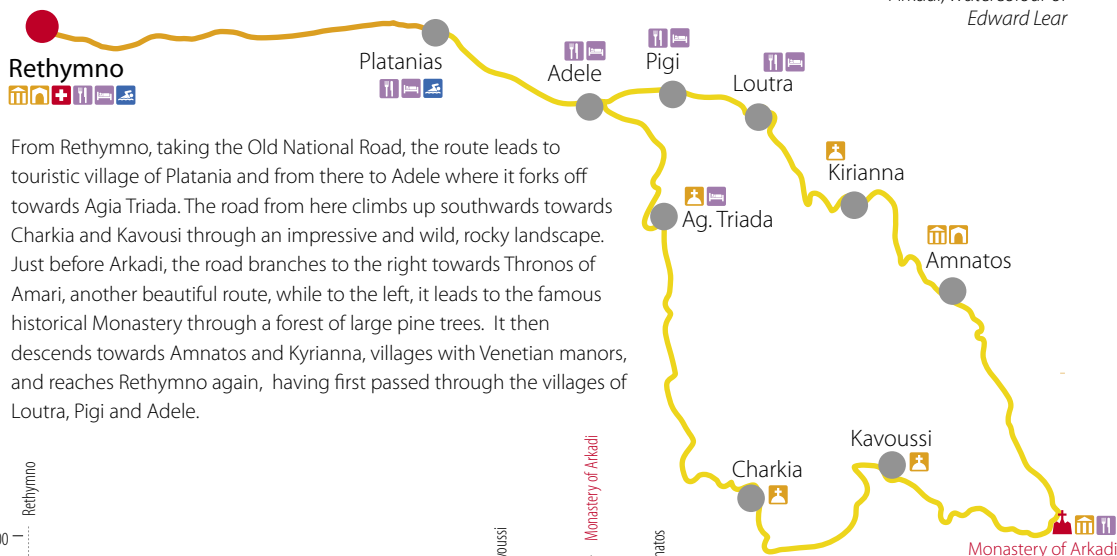 Edward Lear
Rethymno
Platanias
Adele
Pigi
Loutra
Kirianna
Ag. Triada
Amnatos
From Rethymno, taking the Old National Road, the route leads to
touristic village of Platania and from there to Adele where it forks off
towards Agia Triada. The road from here climbs up southwards towards
Charkia and Kavousi through an impressive and wild, rocky landscape.
Just before Arkadi, the road branches to the right towards Thronos of
Amari, another beautiful route, while to the left, it leads to the famous
historical Monastery through a forest of large pine trees. It then
descends towards Amnatos and Kyrianna, villages with Venetian manors,
and reaches Rethymno again, having first passed through the villages of
Loutra, Pigi and Adele.
Kavoussi
Charkia
Monastery of Arkadi
Rethymno
Monastery of Arkadi